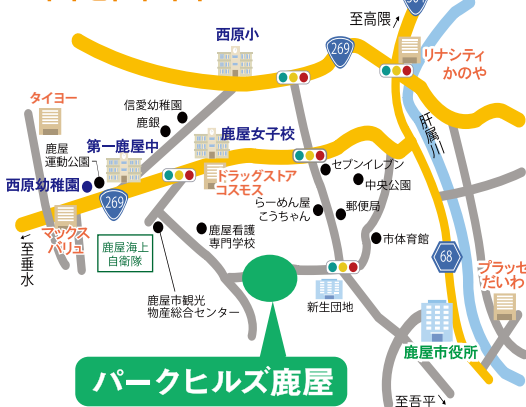 至高隈
西原小
269
リナシティ
かのや
タイヨー
信愛幼稚園
鹿銀
肝属川
鹿屋女子校
第一鹿屋中
鹿屋
運動公園
セブンイレブン
西原幼稚園
ドラッグストア
コスモス
中央公園
269
らーめん屋
こうちゃん
郵便局
マックス
バリュ
鹿屋看護
専門学校
市体育館
至垂水
鹿屋海上
自衛隊
68
プラッセ
だいわ
鹿屋市観光
物産総合センター
新生団地
鹿屋市役所
パークヒルズ鹿屋
至吾平